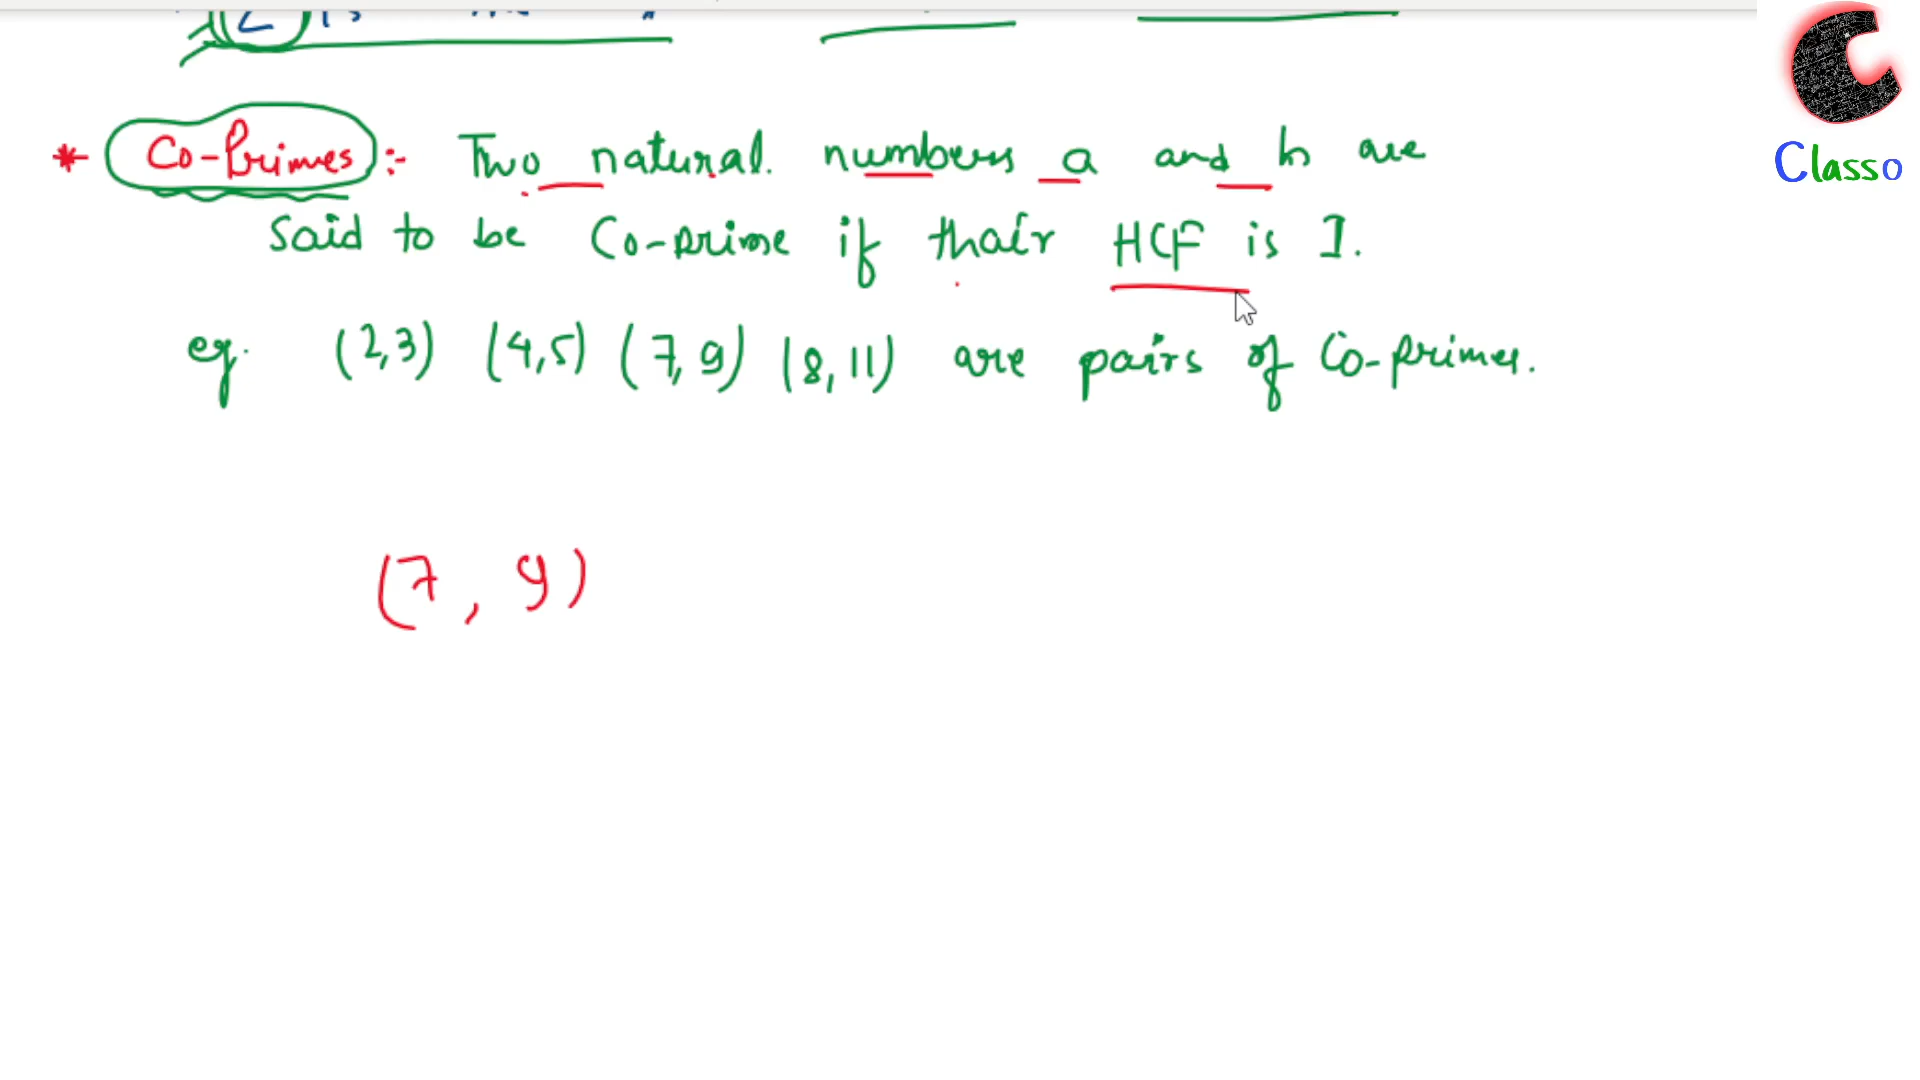 * Co-Primes :- Two natural. numbers a and b are
Said to be Co-prime if thair HCF is 1.
eg. (2,3) (4,5) (7,9) (8,11) are pairs of Co-primes.
(7, 9)
Classo